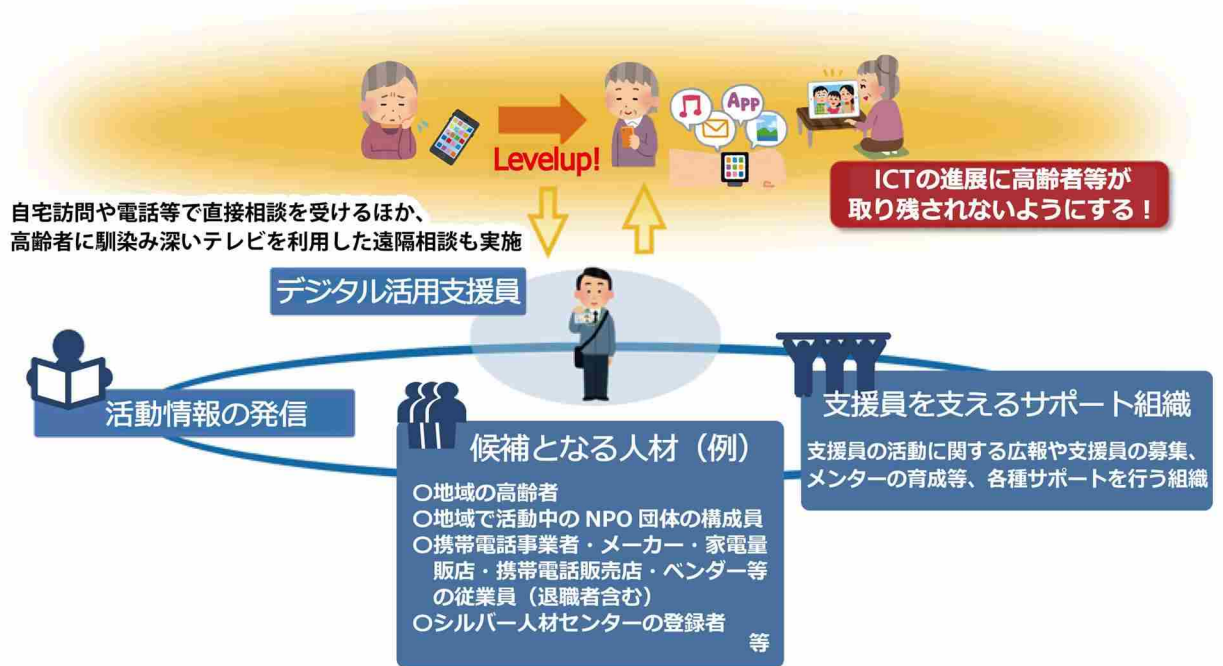 App
Levelup!
ICTの進展に高齢者等が
取り残されないようにする！
自宅訪問や電話等で直接相談を受けるほか、
高齢者に馴染み深いテレビを利用した遠隔相談も実施
デジタル活用支援員
活動情報の発信
候補となる人材（例）
○地域の高齢者
○地域で活動中の NPO 団体の構成員
○携帯電話事業者・メーカー・家電量
販店・携帯電話販売店・ベンダー等
の従業員（退職者含む）
○シルバー人材センターの登録者
等
支援員を支えるサポート組織
支援員の活動に関する広報や支援員の募集、
メンターの育成等、各種サポートを行う組織